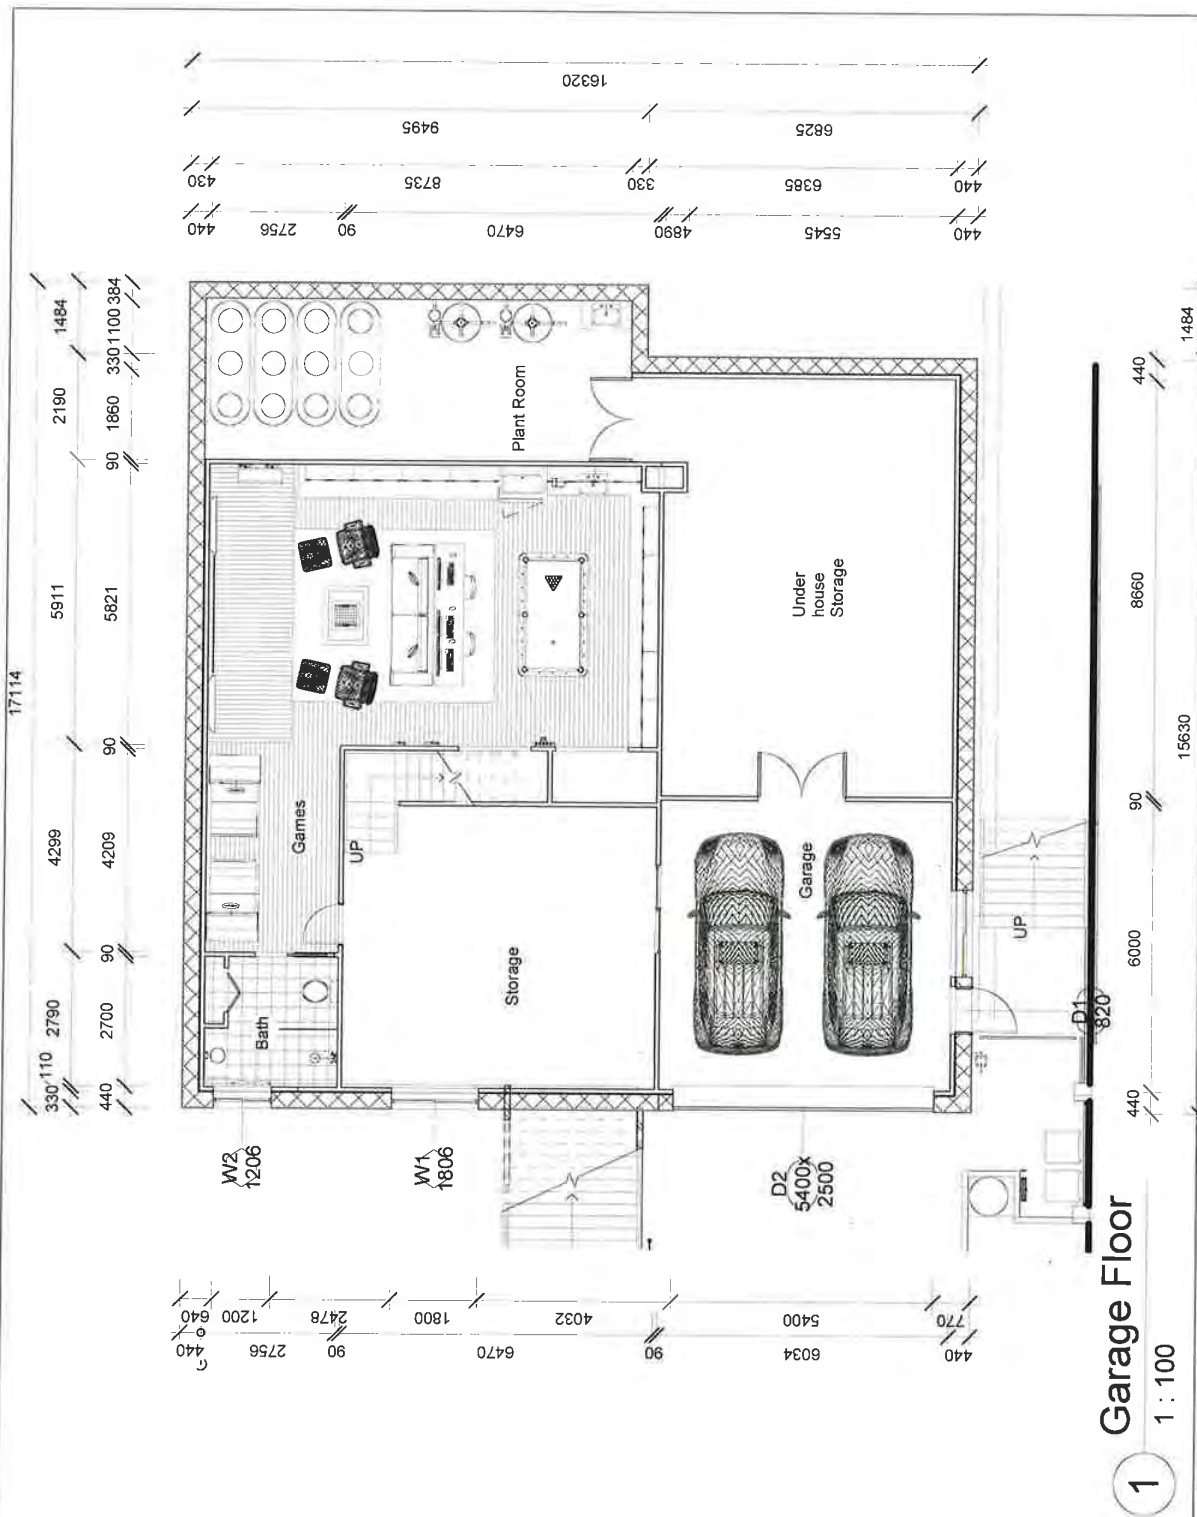 17114
330 110 2790 4299 5911 2190 1484
440 2700 90 4209 90 5821 90 1860 330 1100 384
440 2756 90 6470 90 6034 440
640 1200 2478 1800 4032 5400 770
W2
1206
W1
1806
D2
5400x
2500
Bath
Games
UP
Storage
Plant Room
Garage
Under
house
Storage
UP
D1
820
440 2756 90 6470 4890 5545 440
430 8735 330 6385 440
9495 6825
16320
440 6000 90 8660 440
15630 1484
1
Garage Floor
1 : 100